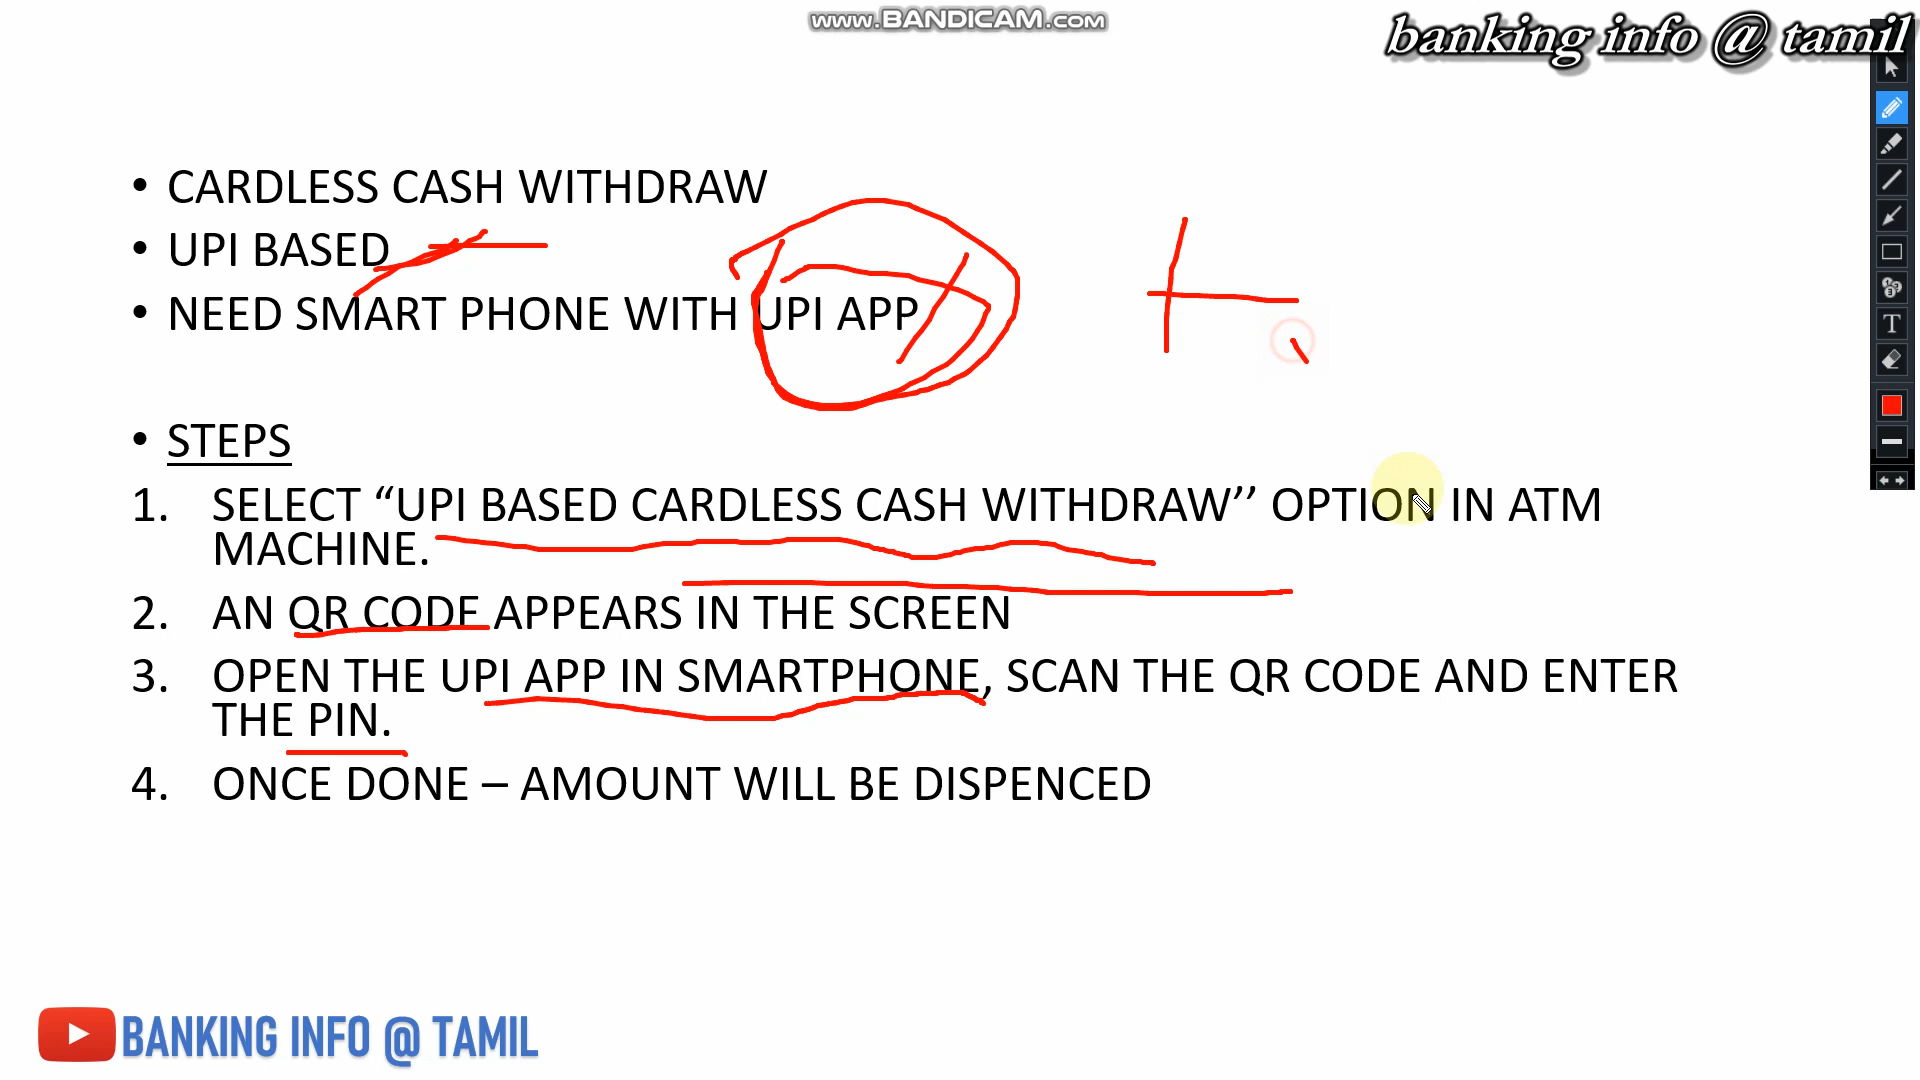 www.BANDICAM.com
banking info @ tamil
• CARDLESS CASH WITHDRAW
• UPI BASED
• NEED SMART PHONE WITH UPI APP
• STEPS
1. SELECT “UPI BASED CARDLESS CASH WITHDRAW’’ OPTION IN ATM
MACHINE.
2. AN QR CODE APPEARS IN THE SCREEN
3. OPEN THE UPI APP IN SMARTPHONE, SCAN THE QR CODE AND ENTER
THE PIN.
4. ONCE DONE – AMOUNT WILL BE DISPENCED
BANKING INFO @ TAMIL